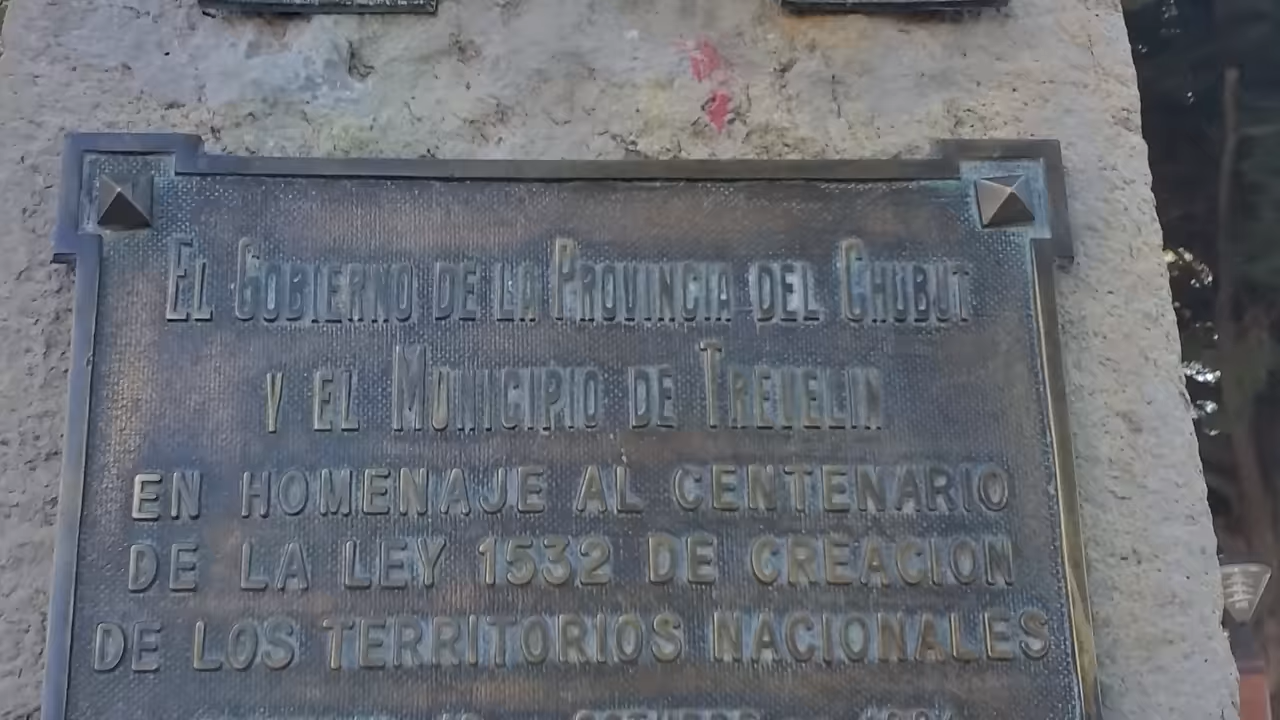 El Gobierno de la Provincia del Chubut
y el Municipio de Trevelin
EN HOMENAJE AL CENTENARIO
DE LA LEY 1532 DE CREACION
DE LOS TERRITORIOS NACIONALES